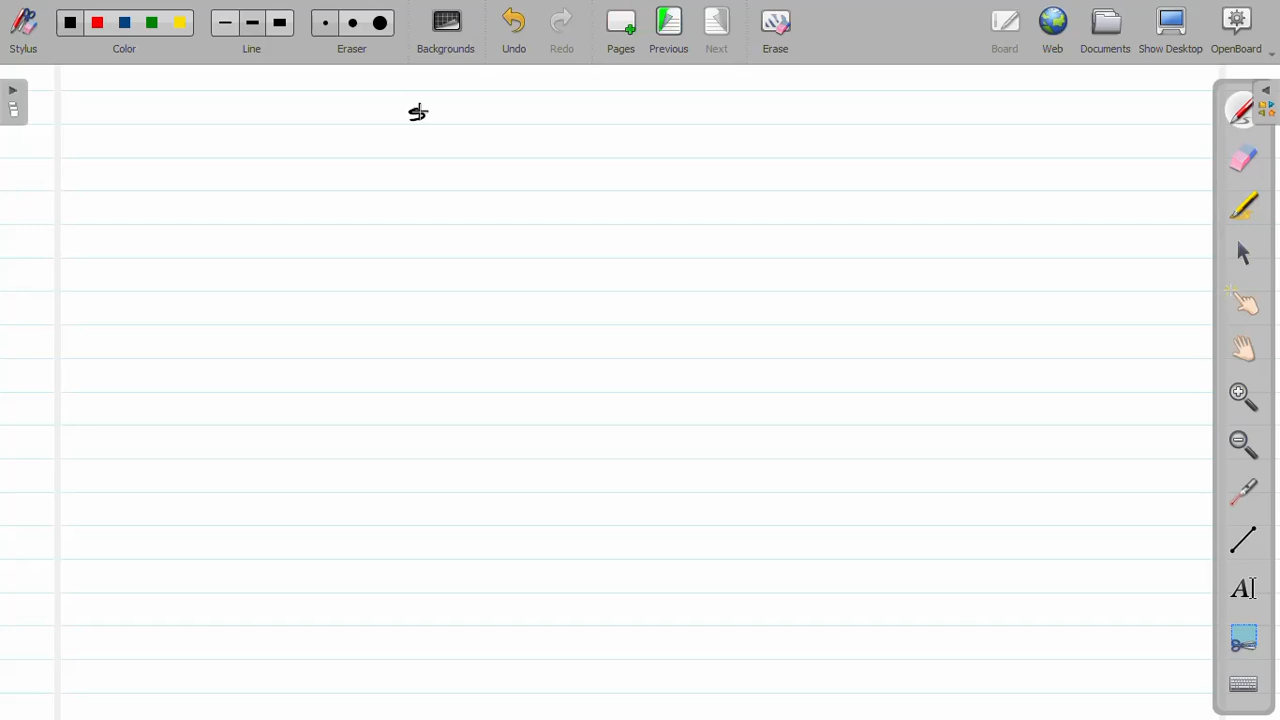 Stylus Color Line Eraser Backgrounds Undo Redo Pages Previous Next Erase Board Web Documents Show Desktop OpenBoard
s
A